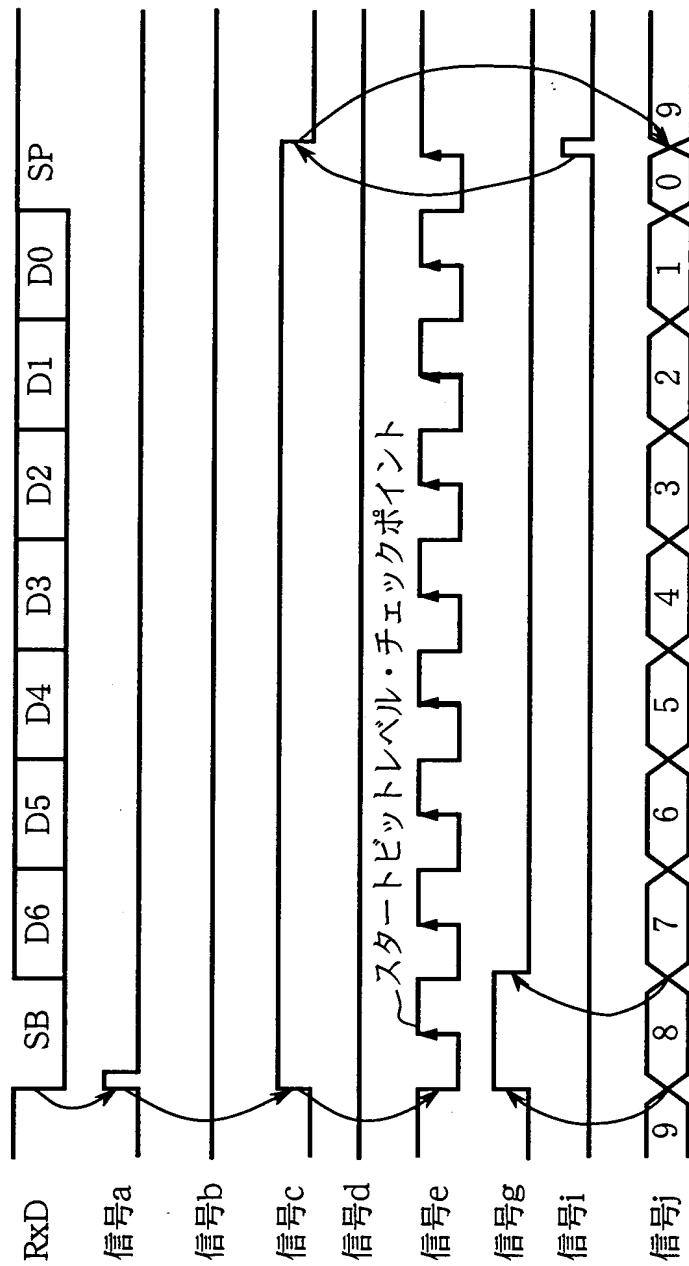 RxD SB D6 D5 D4 D3 D2 D1 D0 SP
信号a
信号b
信号c
信号d
スタートビットレベル・チェックポイント
信号e
信号g
信号i
信号j 9 8 7 6 5 4 3 2 1 0 9